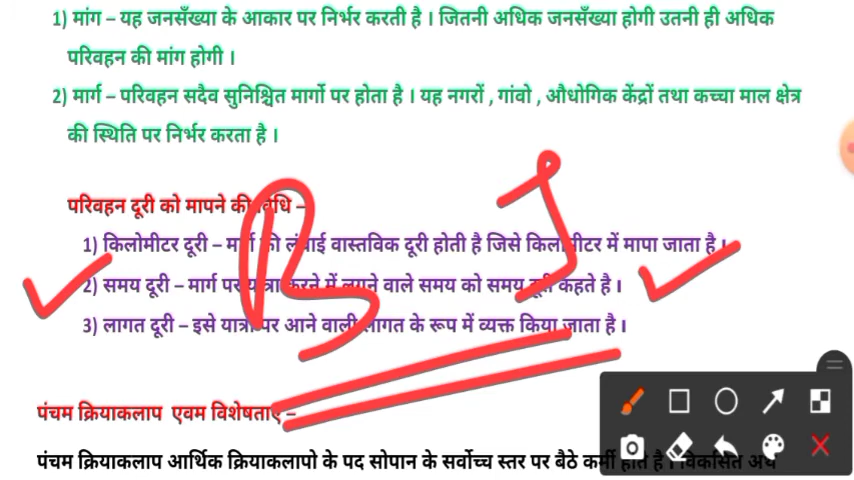 1) मांग – यह जनसँख्या के आकार पर निर्भर करती है । जितनी अधिक जनसँख्या होगी उतनी ही अधिक
परिवहन की मांग होगी ।
2) मार्ग – परिवहन सदैव सुनिश्चित मार्गो पर होता है । यह नगरों , गांवो , औधोगिक केंद्रों तथा कच्चा माल क्षेत्र
की स्थिति पर निर्भर करता है ।
परिवहन दूरी को मापने की विधि –
1) किलोमीटर दूरी – मार्ग की लंबाई वास्तविक दूरी होती है जिसे किलोमीटर में मापा जाता है ।
2) समय दूरी – मार्ग पर यात्रा करने में लगने वाले समय को समय दूरी कहते है ।
3) लागत दूरी – इसे यात्रा पर आने वाली लागत के रूप में व्यक्त किया जाता है ।
पंचम क्रियाकलाप एवम विशेषताएँ –
पंचम क्रियाकलाप आर्थिक क्रियाकलापो के पद सोपान के सर्वोच्च स्तर पर बैठे कर्मी होते है । विकसित